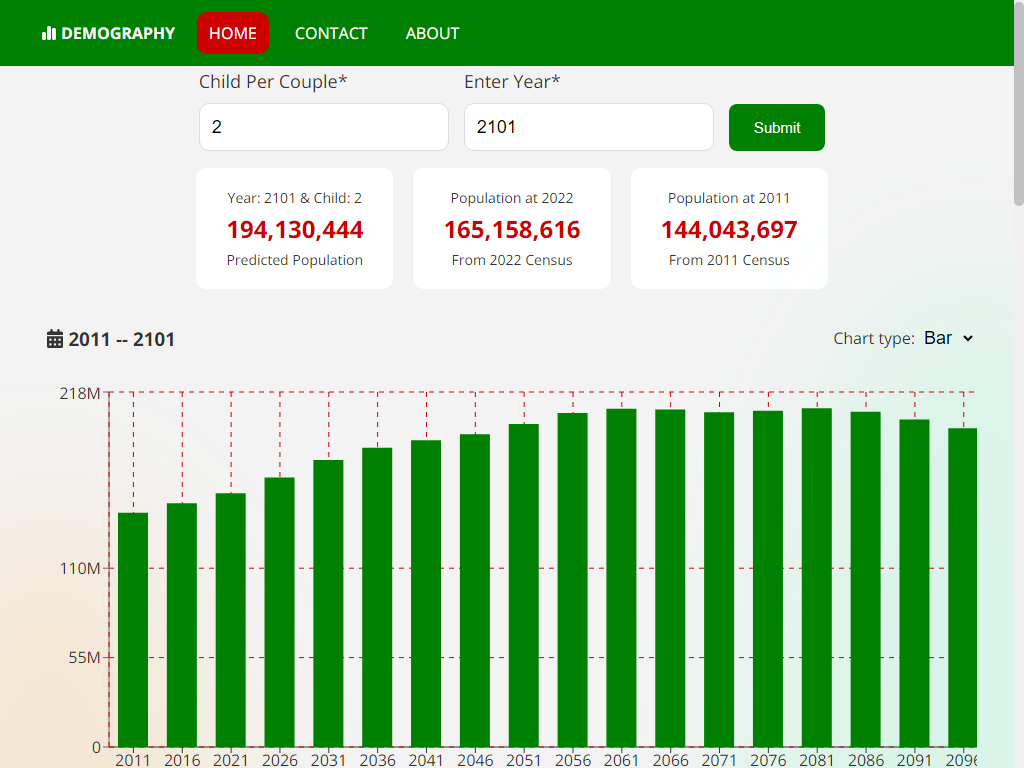 DEMOGRAPHY HOME CONTACT ABOUT
Child Per Couple* Enter Year*
2 2101 Submit
Year: 2101 & Child: 2 Population at 2022 Population at 2011
194,130,444 165,158,616 144,043,697
Predicted Population From 2022 Census From 2011 Census
2011 -- 2101 Chart type: Bar
218M
110M
55M
0
2011 2016 2021 2026 2031 2036 2041 2046 2051 2056 2061 2066 2071 2076 2081 2086 2091 2096